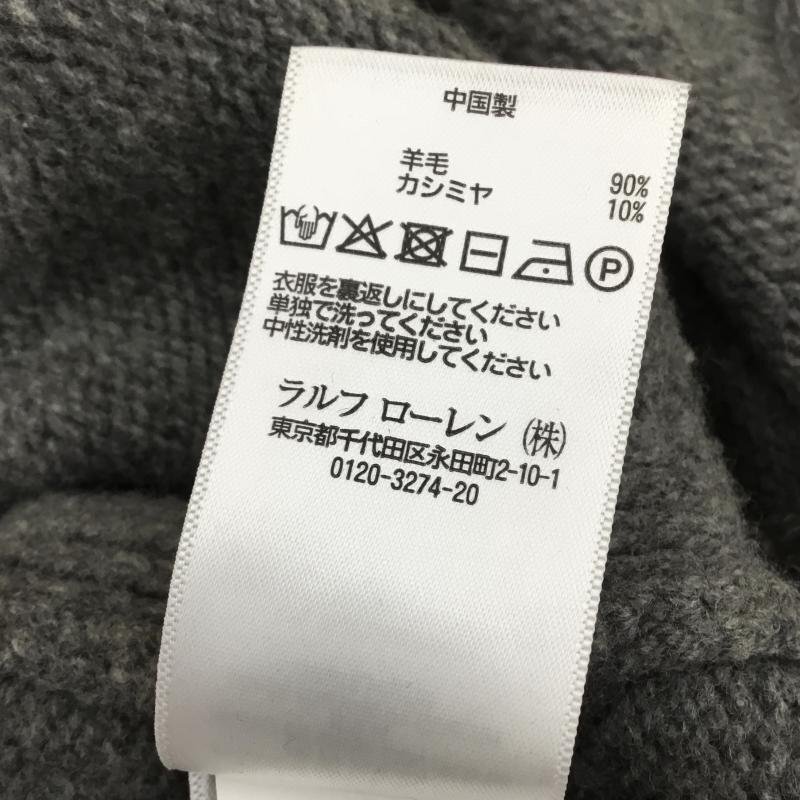 中国製
羊毛 90%
カシミヤ 10%
P
衣服を裏返しにしてください
単独で洗ってください
中性洗剤を使用してください
ラルフ ローレン (株)
東京都千代田区永田町2-10-1
0120-3274-20